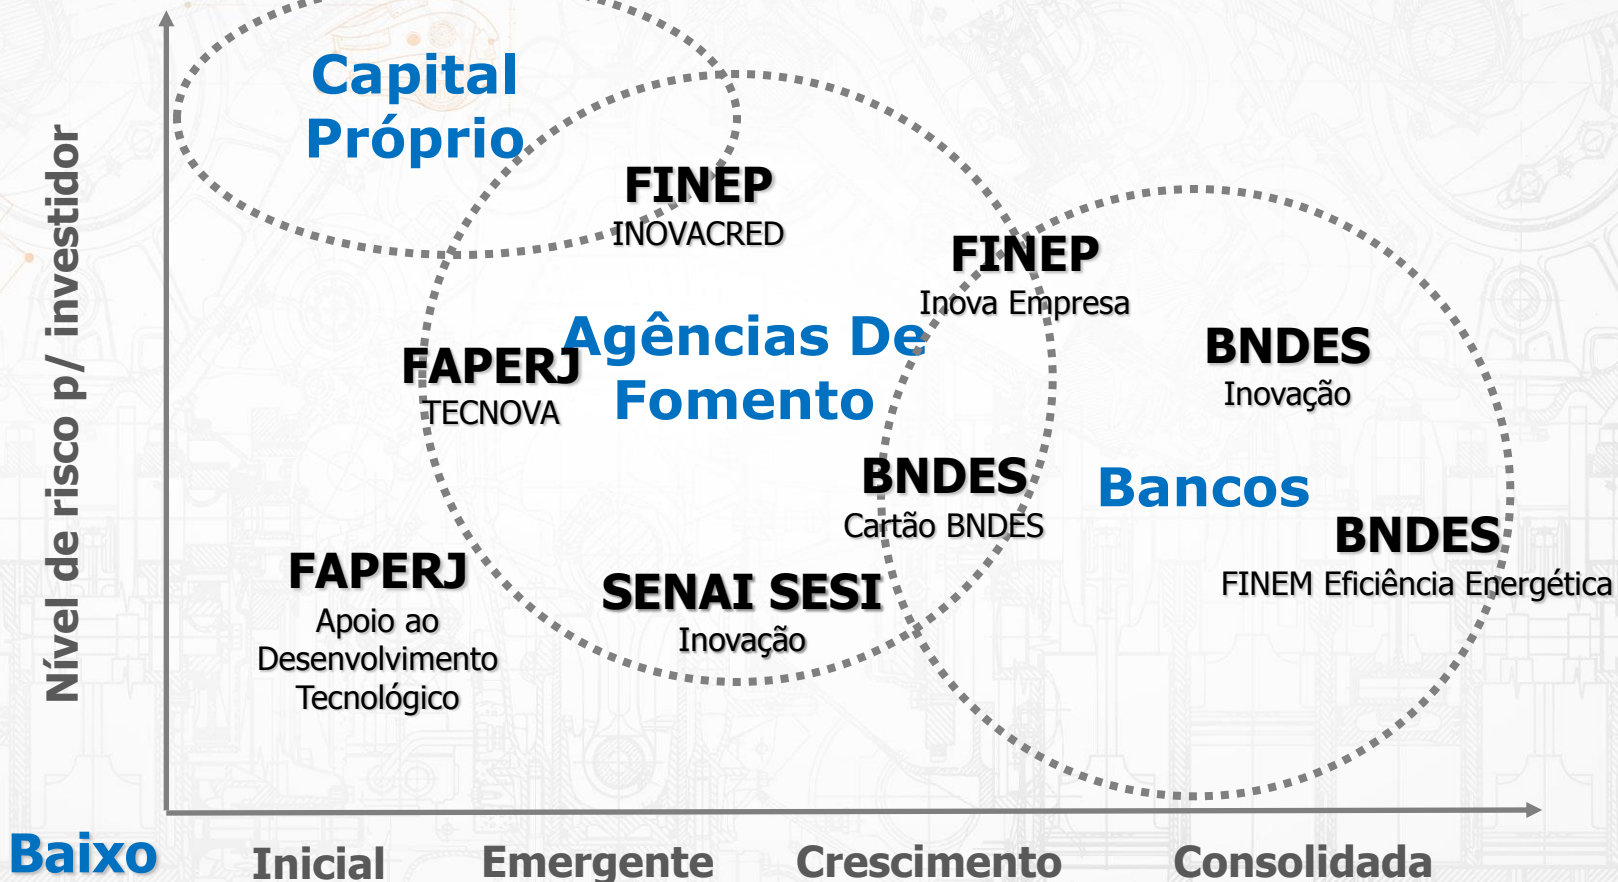 Nível de risco p/ investidor
Capital
Próprio
FINEP
INOVACRED
FINEP
Inova Empresa
Agências De
Fomento
FAPERJ
TECNOVA
BNDES
Inovação
BNDES
Cartão BNDES
Bancos
BNDES
FINEM Eficiência Energética
FAPERJ
Apoio ao
Desenvolvimento
Tecnológico
SENAI SESI
Inovação
Baixo
Inicial
Emergente
Crescimento
Consolidada